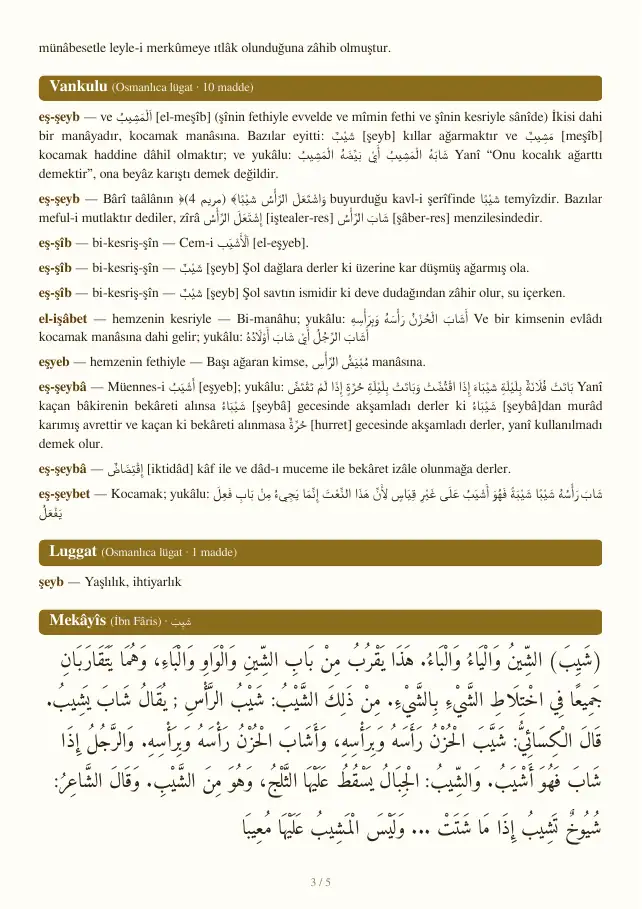 münâbesetle leyle-i merkûmeye ıtlâk olunduğuna zâhib olmuştur.
Vankulu (Osmanlıca lügat · 10 madde)
eş-şeyb — ve اَلْمَشِيبُ [el-meşîb] (şînin fethiyle evvelde ve mîmin fethi ve şînin kesriyle sânîde) İkisi dahi
bir manâyadır, kocamak manâsına. Bazılar eyitti: شَيْبٌ [şeyb] kıllar ağarmaktır ve مَشِيبٌ [meşîb]
kocamak haddine dâhil olmaktır; ve yukâlu: شَابَهُ الْمَشِيبُ أَيْ بَيَّضَهُ الْمَشِيبُ Yanî “Onu kocalık ağarttı
demektir”, ona beyâz karıştı demek değildir.
eş-şeyb — Bârî taâlânın ﴿وَاشْتَعَلَ الرَّأْسُ شَيْبًا﴾ (مريم 4) buyurduğu kavl-i şerîfinde شَيْبًا temyîzdir. Bazılar
meful-i mutlaktır dediler, zîrâ إِشْتَعَلَ الرَّأْسُ [iştealer-res] شَابَ الرَّأْسُ [şâber-res] menzilesindedir.
eş-şîb — bi-kesriş-şîn — Cem-i اَلْأَشْيَب [el-eşyeb].
eş-şîb — bi-kesriş-şîn — شَيْبٌ [şeyb] Şol dağlara derler ki üzerine kar düşmüş ağarmış ola.
eş-şîb — bi-kesriş-şîn — شَيْبٌ [şeyb] Şol savtın ismidir ki deve dudağından zâhir olur, su içerken.
el-işâbet — hemzenin kesriyle — Bi-manâhu; yukâlu: أَشَابَ الْحُزْنُ رَأْسَهُ وَبِرَأْسِهِ Ve bir kimsenin evlâdı
kocamak manâsına dahi gelir; yukâlu: أَشَابَ الرَّجُلُ أَيْ شَابَ أَوْلَادُهُ
eşyeb — hemzenin fethiyle — Başı ağaran kimse, مُبْيَضُّ الرَّأْسِ manâsına.
eş-şeybâ — Müennes-i أَشْيَبُ [eşyeb]; yukâlu: بَاتَتْ فُلَانَةٌ بِلَيْلَةِ شَيْبَاءَ إِذَا افْتُضَّتْ وَبَاتَتْ بِلَيْلَةِ حُرَّةٍ إِذَا لَمْ تُفْتَضَّ Yanî
kaçan bâkirenin bekâreti alınsa شَيْبَاءُ [şeybâ] gecesinde akşamladı derler ki شَيْبَاءُ [şeybâ]dan murâd
karımış avrettir ve kaçan ki bekâreti alınmasa حُرَّةٌ [hurret] gecesinde akşamladı derler, yanî kullanılmadı
demek olur.
eş-şeybâ — إِقْتِضَاضٌ [iktidâd] kâf ile ve dâd-ı muceme ile bekâret izâle olunmağa derler.
eş-şeybet — Kocamak; yukâlu: شَابَ رَأْسُهُ شَيْبًا شَيْبَةً فَهُوَ أَشْيَبُ عَلَى غَيْرِ قِيَاسٍ لِأَنَّ هَذَا النَّعْتَ إِنَّمَا يَجِيءُ مِنْ بَابِ فَعِلَ
يَفْعَلُ
Luggat (Osmanlıca lügat · 1 madde)
şeyb — Yaşlılık, ihtiyarlık
Mekâyîs (İbn Fâris) · شَيِبَ
(شَيِبَ) الشِّينُ وَالْيَاءُ وَالْبَاءُ. هَذَا يَقْرُبُ مِنْ بَابِ الشِّينِ وَالْوَاوِ وَالْبَاءِ، وَهُمَا يَتَقَارَبَانِ
جَمِيعًا فِي اخْتِلَاطِ الشَّيْءِ بِالشَّيْءِ. مِنْ ذَلِكَ الشَّيْبُ: شَيْبُ الرَّأْسِ ; يُقَالُ شَابَ يَشِيبُ.
قَالَ الْكِسَائِيُّ: شَيَّبَ الْحُزْنُ رَأْسَهُ وَبِرَأْسِهِ، وَأَشَابَ الْحُزْنُ رَأْسَهُ وَبِرَأْسِهِ. وَالرَّجُلُ إِذَا
شَابَ فَهُوَ أَشْيَبُ. وَالشِّيبُ: الْجِبَالُ يَسْقُطُ عَلَيْهَا الثَّلْجُ، وَهُوَ مِنَ الشَّيْبِ. وَقَالَ الشَّاعِرُ:
شُيُوخٌ تَشِيبُ إِذَا مَا شَتَتْ ... وَلَيْسَ الْمَشِيبُ عَلَيْهَا مُعِيبَا
3 / 5